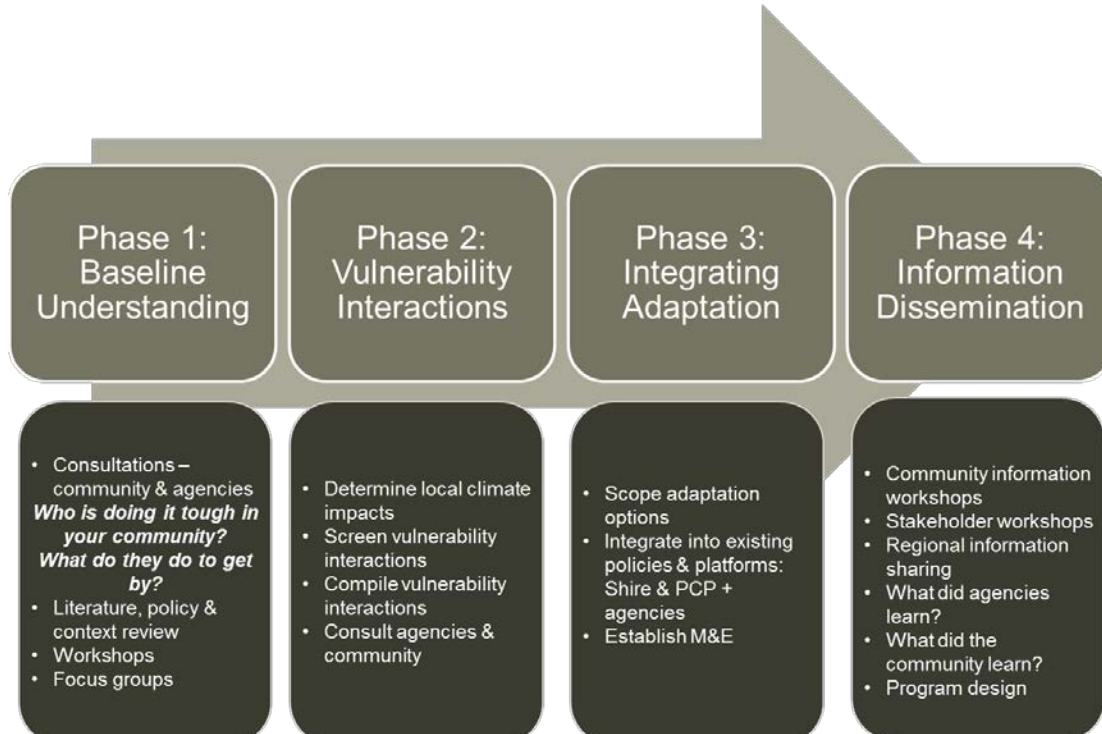 Phase 1:
Baseline
Understanding
Phase 2:
Vulnerability
Interactions
Phase 3:
Integrating
Adaptation
Phase 4:
Information
Dissemination
• Consultations –
community & agencies
Who is doing it tough in
your community?
What do they do to get
by?
• Literature, policy &
context review
• Workshops
• Focus groups
• Determine local climate
impacts
• Screen vulnerability
interactions
• Compile vulnerability
interactions
• Consult agencies &
community
• Scope adaptation
options
• Integrate into existing
policies & platforms:
Shire & PCP +
agencies
• Establish M&E
• Community information
workshops
• Stakeholder workshops
• Regional information
sharing
• What did agencies
learn?
• What did the
community learn?
• Program design